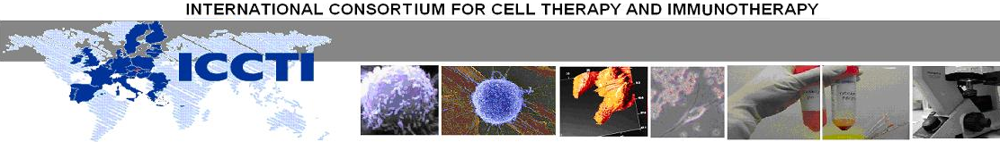 INTERNATIONAL CONSORTIUM FOR CELL THERAPY AND IMMUNOTHERAPY
ICCTI